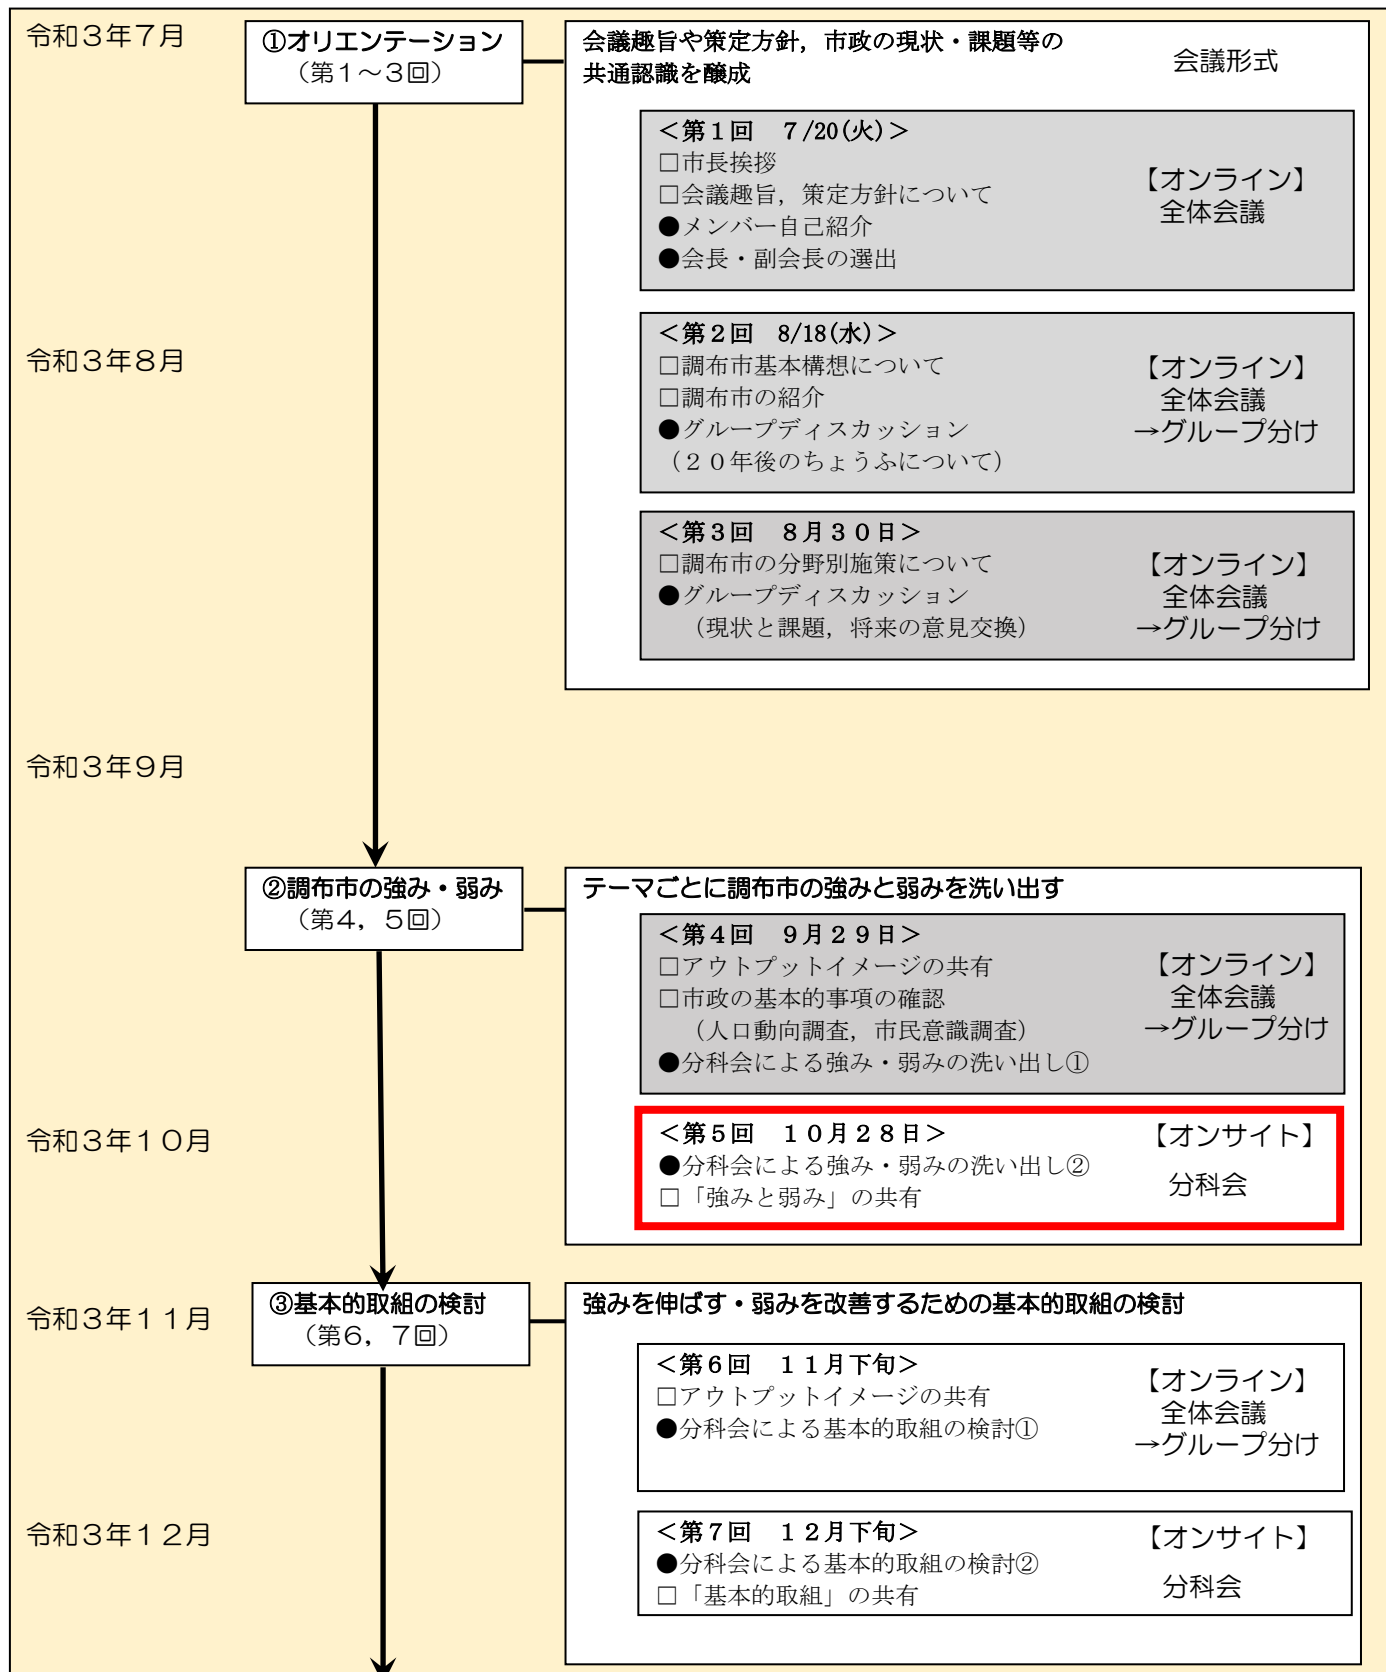 令和３年７月
①オリエンテーション
（第１～３回）
会議趣旨や策定方針，市政の現状・課題等の
共通認識を醸成
会議形式
＜第１回　７/20(火)＞
□市長挨拶
□会議趣旨，策定方針について
●メンバー自己紹介
●会長・副会長の選出
【オンライン】
全体会議
令和３年８月
＜第２回　8/18(水)＞
□調布市基本構想について
□調布市の紹介
●グループディスカッション
（２０年後のちょうふについて）
【オンライン】
全体会議
→グループ分け
＜第３回　８月３０日＞
□調布市の分野別施策について
●グループディスカッション
（現状と課題，将来の意見交換）
【オンライン】
全体会議
→グループ分け
令和３年９月
②調布市の強み・弱み
（第４，５回）
テーマごとに調布市の強みと弱みを洗い出す
＜第４回　９月２９日＞
□アウトプットイメージの共有
□市政の基本的事項の確認
（人口動向調査，市民意識調査）
●分科会による強み・弱みの洗い出し①
【オンライン】
全体会議
→グループ分け
令和３年１０月
＜第５回　１０月２８日＞
●分科会による強み・弱みの洗い出し②
□「強みと弱み」の共有
【オンサイト】
分科会
令和３年１１月
③基本的取組の検討
（第６，７回）
強みを伸ばす・弱みを改善するための基本的取組の検討
＜第６回　１１月下旬＞
□アウトプットイメージの共有
●分科会による基本的取組の検討①
【オンライン】
全体会議
→グループ分け
令和３年１２月
＜第７回　１２月下旬＞
●分科会による基本的取組の検討②
□「基本的取組」の共有
【オンサイト】
分科会